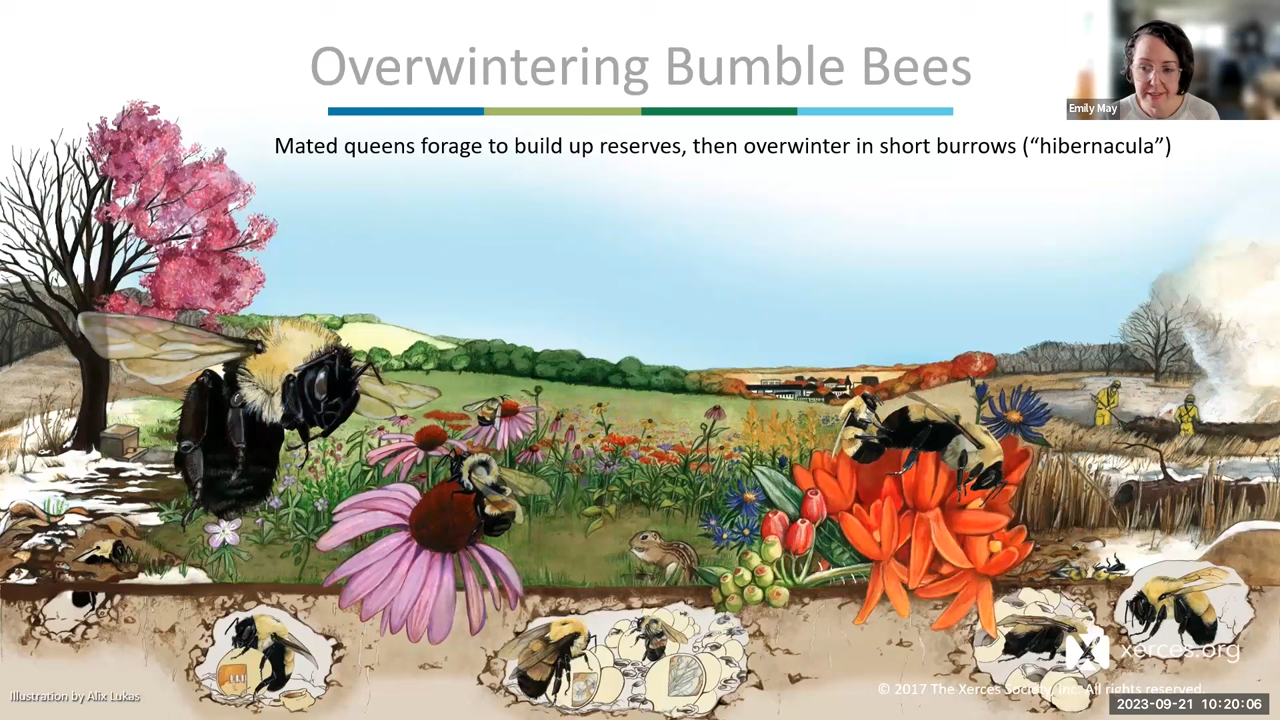 Overwintering Bumble Bees
Emily May
Mated queens forage to build up reserves, then overwinter in short burrows (“hibernacula”)
xerces.org
Illustration by Alix Lukas
© 2017 The Xerces Society, Inc. All rights reserved.
2023-09-21 10:20:06